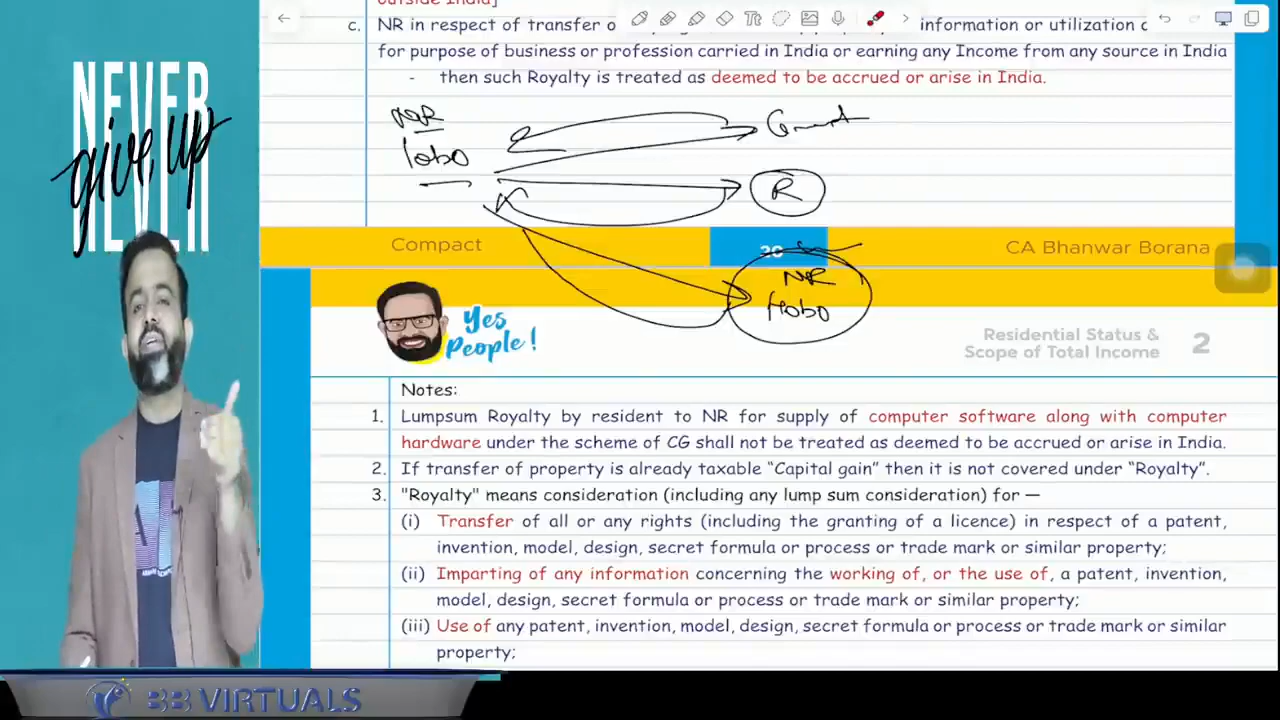 outside India]
c. NR in respect of transfer o information or utilization c
for purpose of business or profession carried in India or earning any Income from any source in India
- then such Royalty is treated as deemed to be accrued or arise in India.
NEVER
give up
NEVER
NR
lobo
R
Compact
CA Bhanwar Borana
NR
Hobo
Yes
People!
Residential Status &
Scope of Total Income 2
Notes:
1. Lumpsum Royalty by resident to NR for supply of computer software along with computer
hardware under the scheme of CG shall not be treated as deemed to be accrued or arise in India.
2. If transfer of property is already taxable “Capital gain” then it is not covered under “Royalty”.
3. "Royalty" means consideration (including any lump sum consideration) for —
(i) Transfer of all or any rights (including the granting of a licence) in respect of a patent,
invention, model, design, secret formula or process or trade mark or similar property;
(ii) Imparting of any information concerning the working of, or the use of, a patent, invention,
model, design, secret formula or process or trade mark or similar property;
(iii) Use of any patent, invention, model, design, secret formula or process or trade mark or similar
property;
BB VIRTUALS